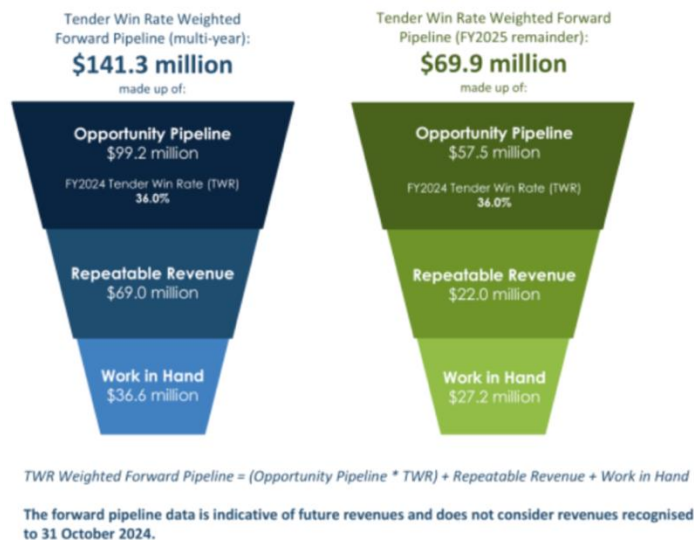 Tender Win Rate Weighted
Forward Pipeline (multi-year):
$141.3 million
made up of:
Opportunity Pipeline
$99.2 million
FY2024 Tender Win Rate (TWR)
36.0%
Repeatable Revenue
$69.0 million
Work in Hand
$36.6 million
Tender Win Rate Weighted Forward
Pipeline (FY2025 remainder):
$69.9 million
made up of:
Opportunity Pipeline
$57.5 million
FY2024 Tender Win Rate (TWR)
36.0%
Repeatable Revenue
$22.0 million
Work in Hand
$27.2 million
TWR Weighted Forward Pipeline = (Opportunity Pipeline * TWR) + Repeatable Revenue + Work in Hand
The forward pipeline data is indicative of future revenues and does not consider revenues recognised
to 31 October 2024.